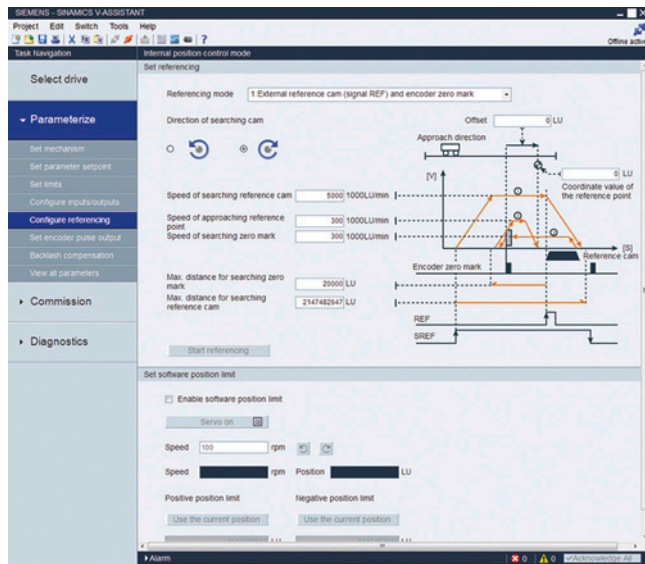 SIEMENS - SINAMICS V-ASSISTANT
Project Edit Switch Tools Help
Offline activ
Task Navigation
Internal position control mode
Select drive
Parameterize
Set mechanism
Set parameter setpoint
Set limits
Configure inputs/outputs
Configure referencing
Set encoder pulse output
Backlash compensation
View all parameters
Commission
Diagnostics
Set referencing
Referencing mode 1:External reference cam (signal REF) and encoder zero mark
Direction of searching cam
Offset 0 LU
Approach direction
[V]
0 LU
Coordinate value of
the reference point
Speed of searching reference cam 5000 1000LU/min
Speed of approaching reference
point 300 1000LU/min
Speed of searching zero mark 300 1000LU/min
[S]
Reference cam
Encoder zero mark
Max. distance for searching zero
mark 20000 LU
Max. distance for searching
reference cam 2147482647 LU
REF
SREF
Start referencing
Set software position limit
Enable software position limit
Servo on
Speed 100 rpm
Speed rpm Position LU
Positive position limit Negative position limit
Use the current position Use the current position
LU LU
Alarm 0 0 Acknowledge All